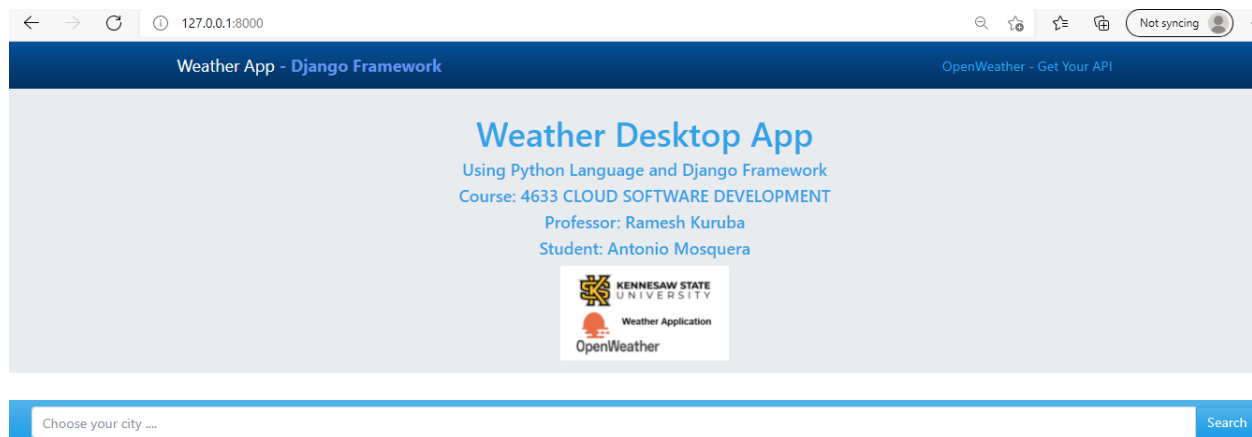 127.0.0.1:8000
Not syncing
Weather App - Django Framework
OpenWeather - Get Your API
Weather Desktop App
Using Python Language and Django Framework
Course: 4633 CLOUD SOFTWARE DEVELOPMENT
Professor: Ramesh Kuruba
Student: Antonio Mosquera
KENNESAW STATE
UNIVERSITY
Weather Application
OpenWeather
Choose your city ....
Search